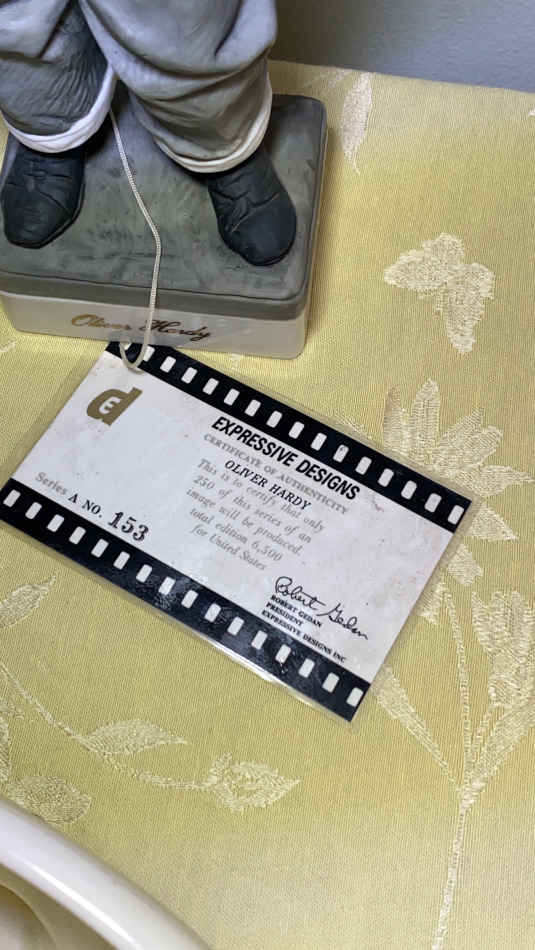 Oliver Hardy
EXPRESSIVE DESIGNS
CERTIFICATE OF AUTHENTICITY
OLIVER HARDY
This is to certify that only
250 of this series of an
image will be produced.
total edition 6,500
for United States
Series A NO. 153
Robert Gedan
ROBERT GEDAN
PRESIDENT
EXPRESSIVE DESIGNS INC